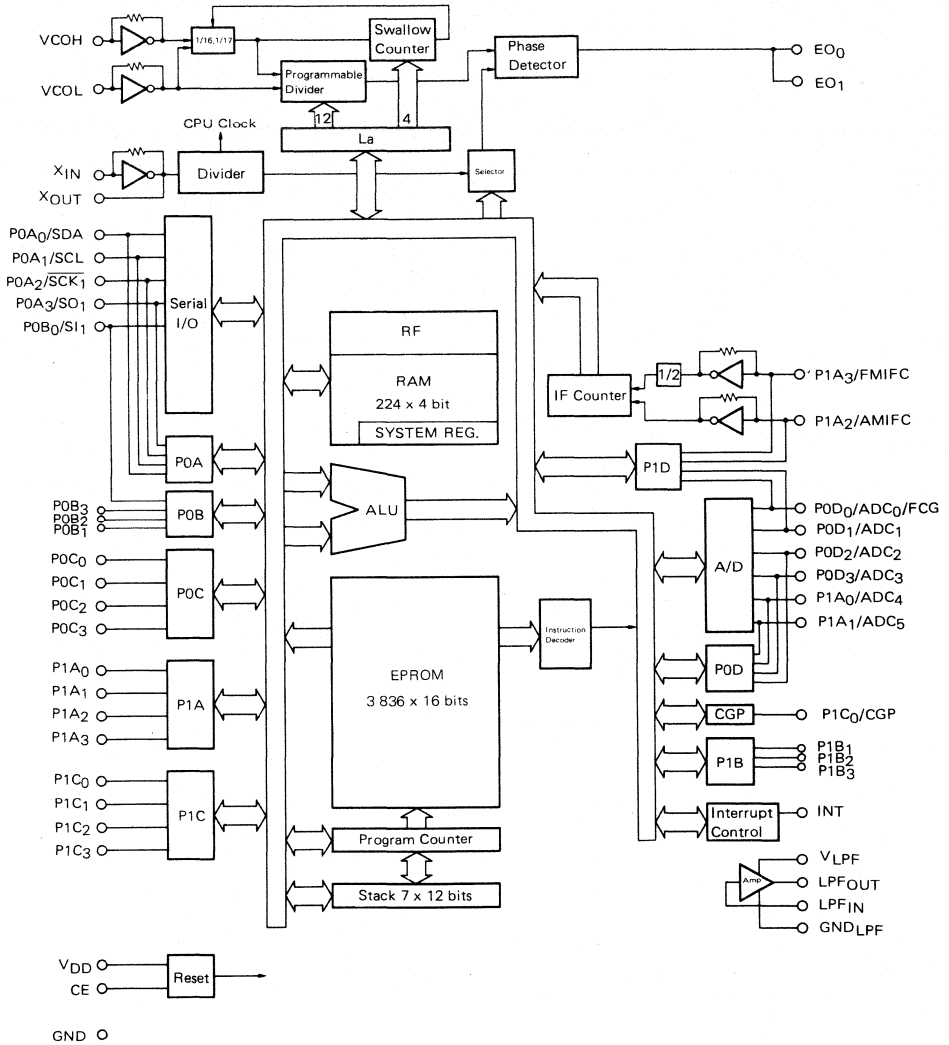 VCOH
1/16,1/17
Swallow
Counter
Phase
Detector
EO0
EO1
VCOL
Programmable
Divider
12
4
CPU Clock
La
XIN
XOUT
Divider
Selector
P0A0/SDA
P0A1/SCL
P0A2/SCK1
P0A3/SO1
P0B0/SI1
Serial
I/O
RF
RAM
224 x 4 bit
SYSTEM REG.
IF Counter
1/2
P1A3/FMIFC
P1A2/AMIFC
P0A
P1D
P0B3
P0B2
P0B1
P0B
ALU
P0D0/ADC0/FCG
P0D1/ADC1
P0D2/ADC2
P0D3/ADC3
P1A0/ADC4
P1A1/ADC5
A/D
P0C0
P0C1
P0C2
P0C3
P0C
Instruction
Decoder
EPROM
3 836 x 16 bits
P0D
P1A0
P1A1
P1A2
P1A3
P1A
CGP
P1C0/CGP
P1B
P1B1
P1B2
P1B3
P1C0
P1C1
P1C2
P1C3
P1C
Interrupt
Control
INT
Program Counter
Stack 7 x 12 bits
Amp
VLPF
LPFOUT
LPFIN
GNDLPF
VDD
CE
Reset
GND